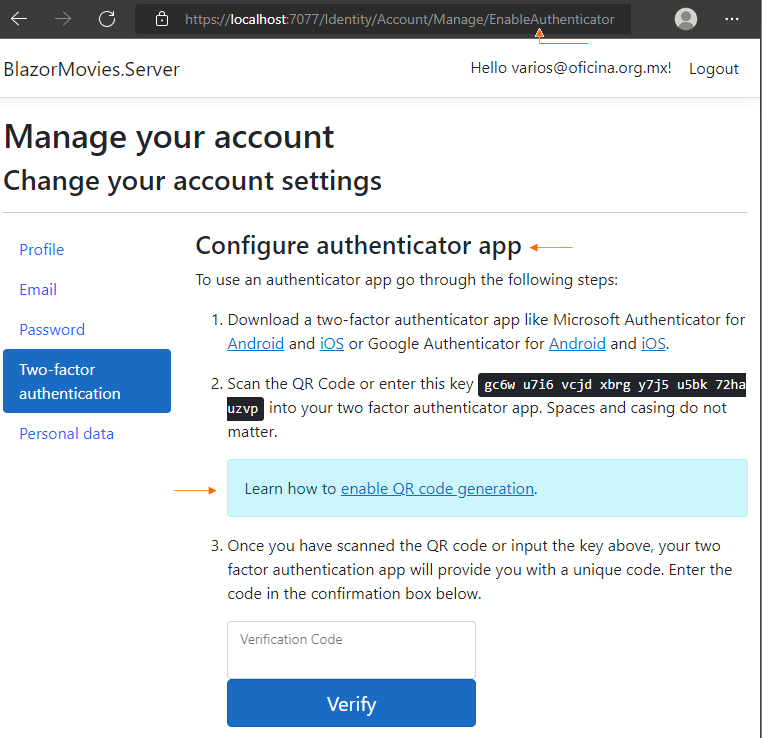 https://localhost:7077/Identity/Account/Manage/EnableAuthenticator
BlazorMovies.Server
Hello varios@oficina.org.mx!
Logout
Manage your account
Change your account settings
Profile
Email
Password
Two-factor
authentication
Personal data
Configure authenticator app
To use an authenticator app go through the following steps:
1. Download a two-factor authenticator app like Microsoft Authenticator for
Android and iOS or Google Authenticator for Android and iOS.
2. Scan the QR Code or enter this key gc6w u7i6 vcjd xbrg y7j5 u5bk 72ha
uzvp into your two factor authenticator app. Spaces and casing do not
matter.
Learn how to enable QR code generation.
3. Once you have scanned the QR code or input the key above, your two
factor authentication app will provide you with a unique code. Enter the
code in the confirmation box below.
Verification Code
Verify